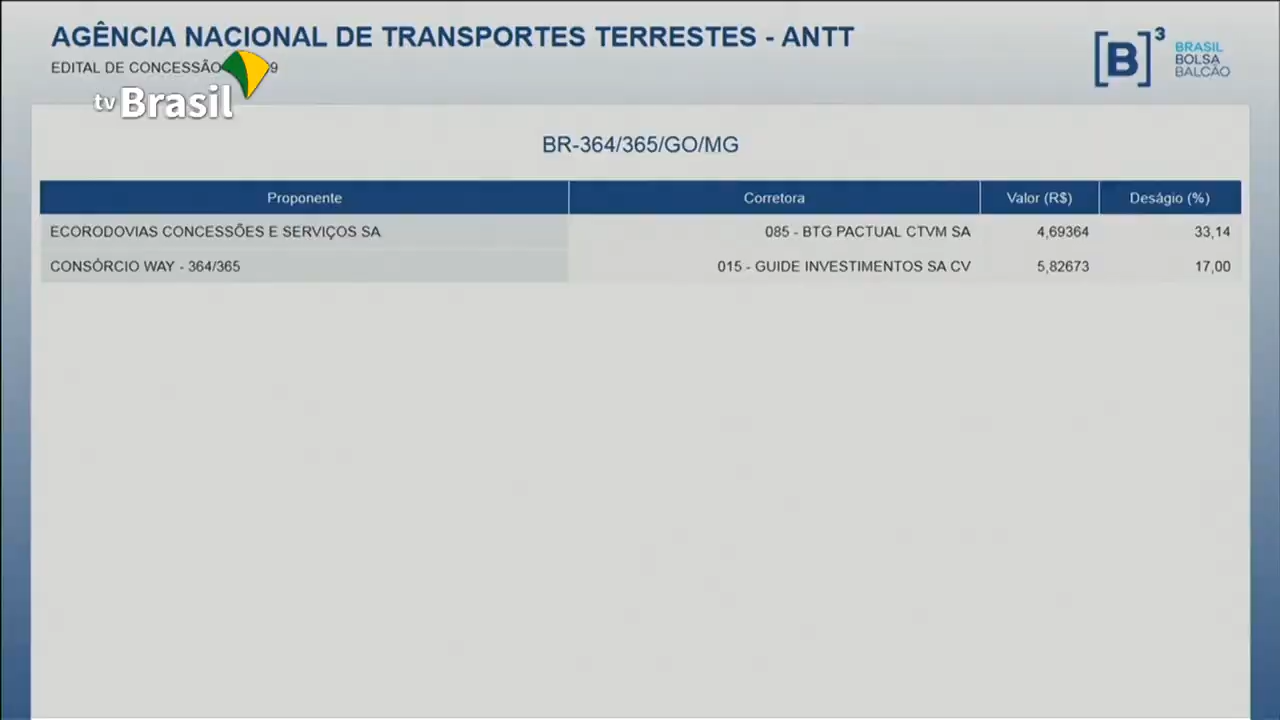 AGÊNCIA NACIONAL DE TRANSPORTES TERRESTES - ANTT
EDITAL DE CONCESSÃO
tv Brasil
[B]³ BRASIL
BOLSA
BALCÃO
BR-364/365/GO/MG
Proponente Corretora Valor (R$) Deságio (%)
ECORODOVIAS CONCESSÕES E SERVIÇOS SA 085 - BTG PACTUAL CTVM SA 4,69364 33,14
CONSÓRCIO WAY - 364/365 015 - GUIDE INVESTIMENTOS SA CV 5,82673 17,00